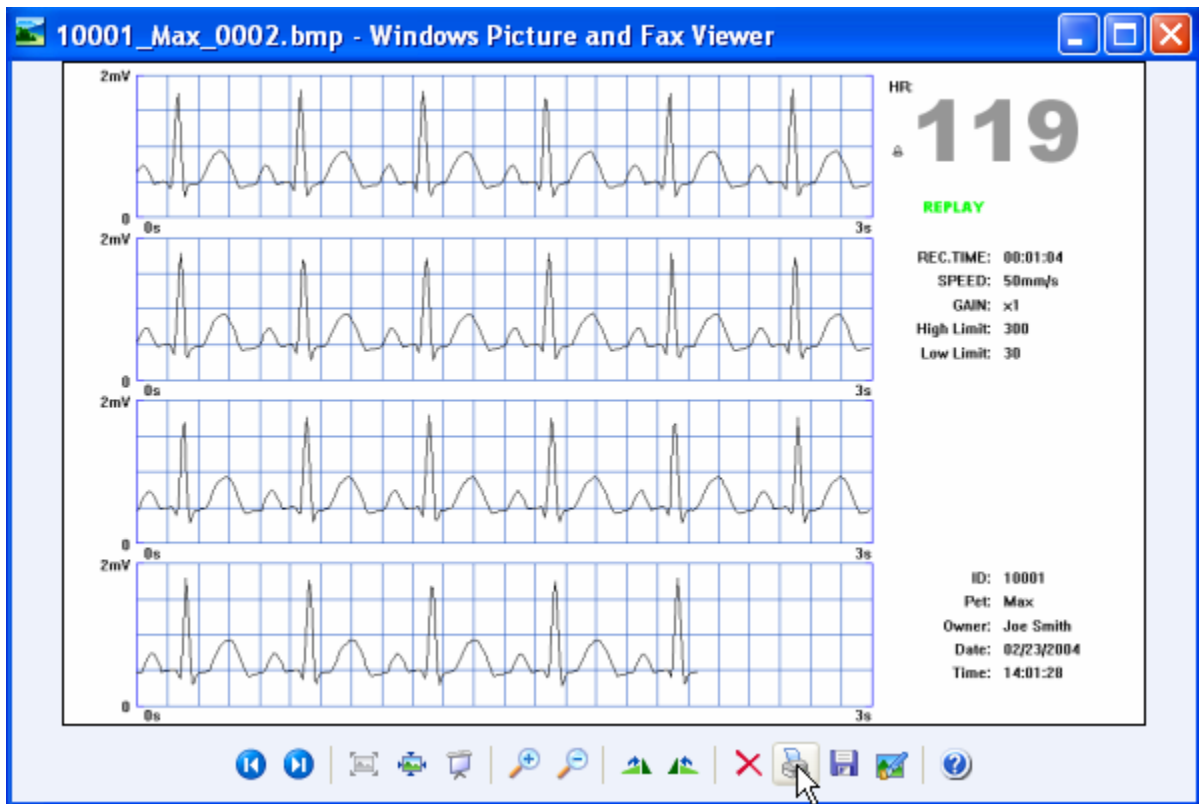 10001_Max_0002.bmp - Windows Picture and Fax Viewer
2mV
0
0s
3s
2mV
0
0s
3s
2mV
0
0s
3s
2mV
0
0s
3s
HR:
119
REPLAY
REC.TIME: 00:01:04
SPEED: 50mm/s
GAIN: x1
High Limit: 300
Low Limit: 30
ID: 10001
Pet: Max
Owner: Joe Smith
Date: 02/23/2004
Time: 14:01:28